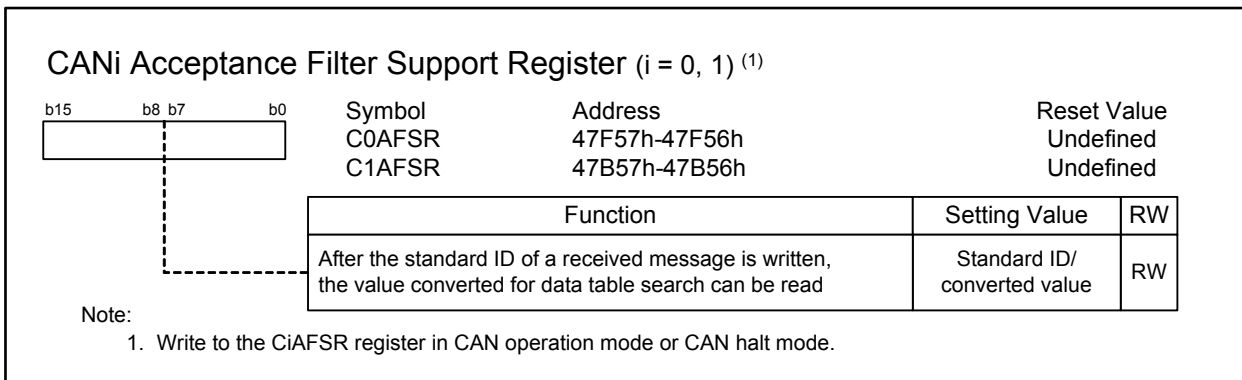 CANi Acceptance Filter Support Register (i = 0, 1) (1)
b15 b8 b7 b0
Symbol Address Reset Value
C0AFSR 47F57h-47F56h Undefined
C1AFSR 47B57h-47B56h Undefined
Function Setting Value RW
After the standard ID of a received message is written, Standard ID/ RW
the value converted for data table search can be read converted value
Note:
1. Write to the CiAFSR register in CAN operation mode or CAN halt mode.